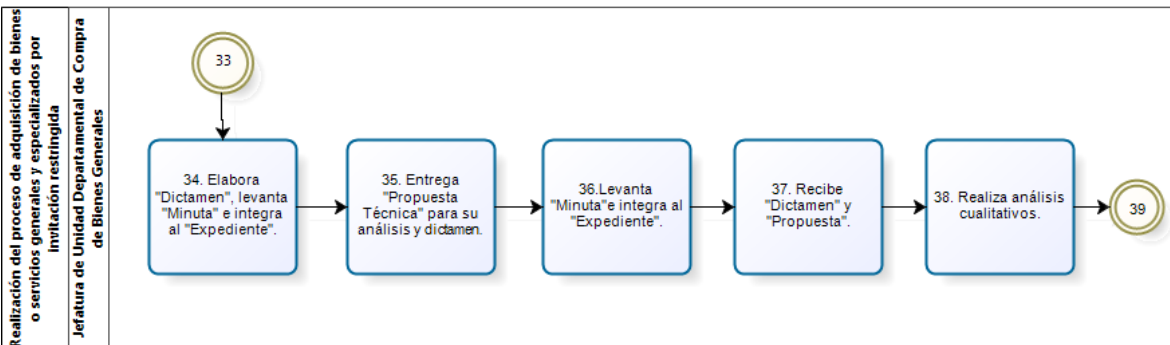 Realización del proceso de adquisición de bienes
o servicios generales y especializados por
invitación restringida
Jefatura de Unidad Departamental de Compra
de Bienes Generales
33
34. Elabora
"Dictamen", levanta
"Minuta" e integra
al "Expediente".
35. Entrega
"Propuesta
Técnica" para su
análisis y dictamen.
36.Levanta
"Minuta"e integra al
"Expediente".
37. Recibe
"Dictamen" y
"Propuesta".
38. Realiza análisis
cualitativos.
39